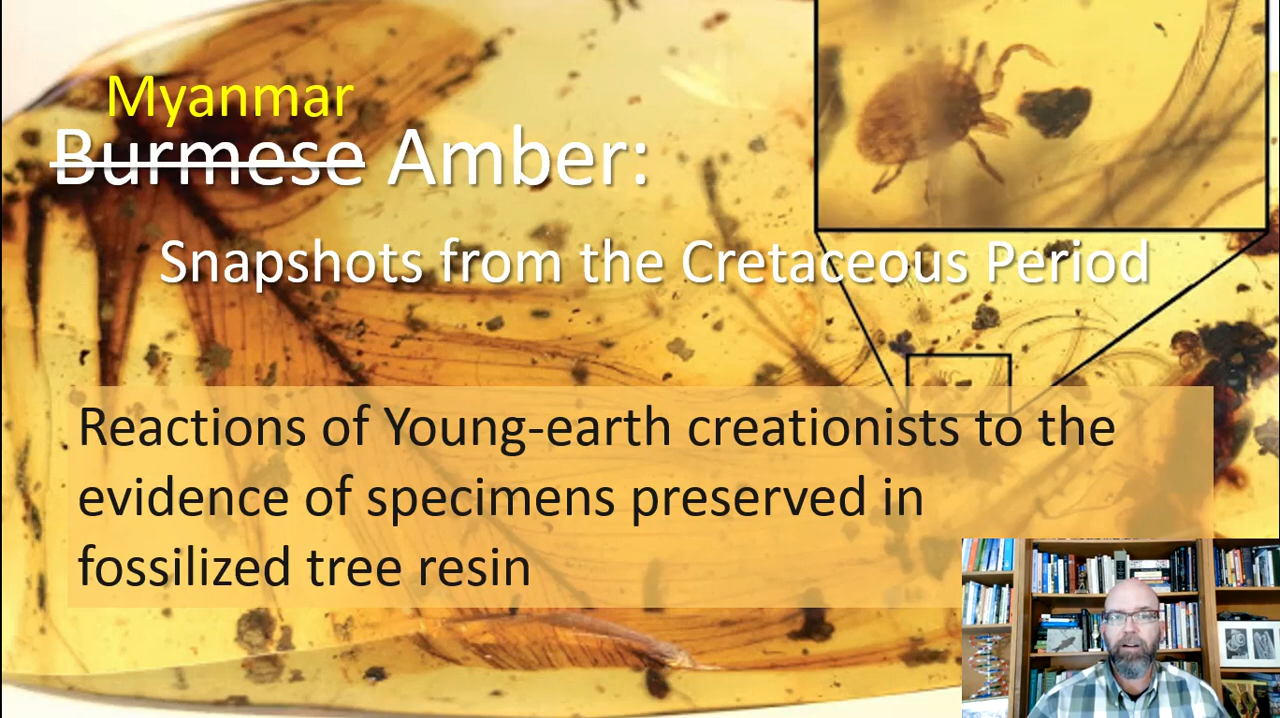 Myanmar
Burmese Amber:
Snapshots from the Cretaceous Period
Reactions of Young-earth creationists to the
evidence of specimens preserved in
fossilized tree resin